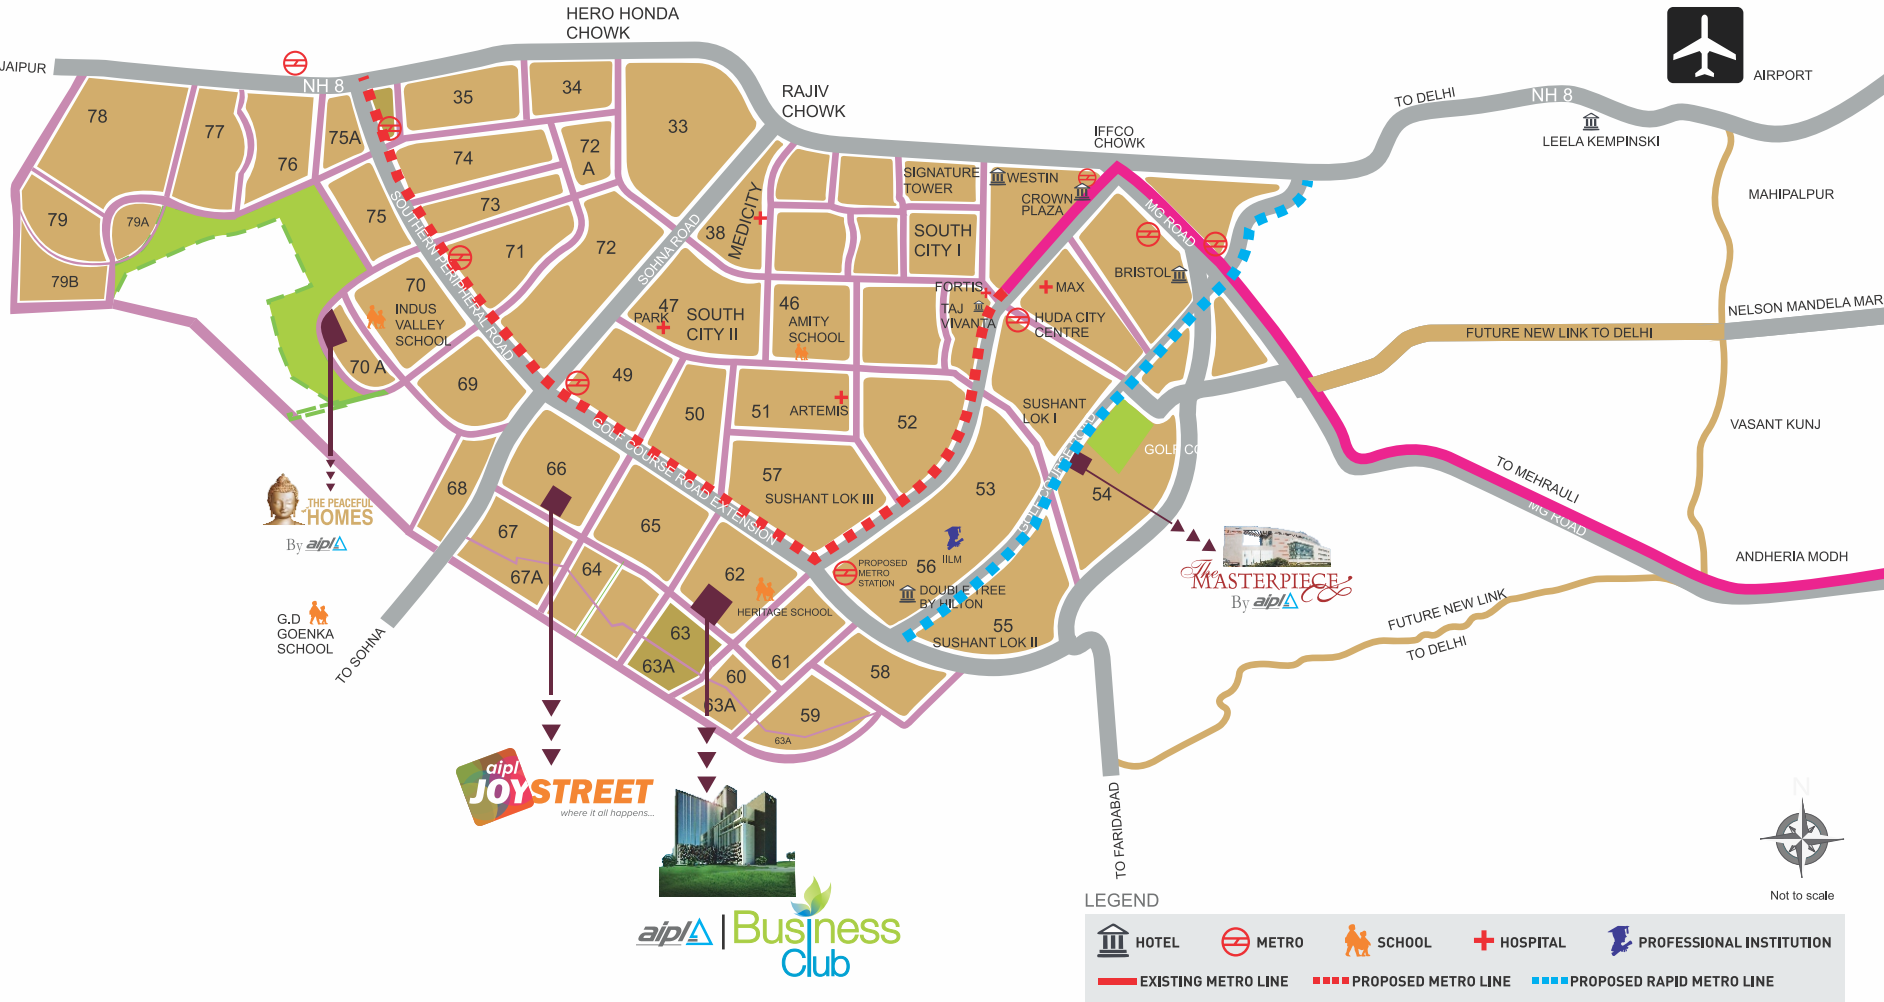 HERO HONDA
CHOWK
JAIPUR
NH 8
RAJIV
CHOWK
AIRPORT
TO DELHI
NH 8
IFFCO
CHOWK
LEELA KEMPINSKI
78
77
76
75A
35
34
33
74
72
A
73
75
79
79A
79B
71
72
70
INDUS
VALLEY
SCHOOL
70 A
69
SOUTHERN PERIPHERAL ROAD
SOHNA ROAD
38
MEDICITY
SIGNATURE
TOWER
WESTIN
CROWN
PLAZA
SOUTH
CITY I
MG ROAD
MAHIPALPUR
BRISTOL
FORTIS
MAX
TAJ
VIVANTA
HUDA CITY
CENTRE
47
PARK
SOUTH
CITY II
46
AMITY
SCHOOL
NELSON MANDELA MAR
FUTURE NEW LINK TO DELHI
49
50
51
ARTEMIS
52
SUSHANT
LOK I
VASANT KUNJ
GOLF COURSE ROAD EXTENSION
57
SUSHANT LOK III
53
54
GOLF CO
TO MEHRAULI
MG ROAD
66
68
67
65
67A
64
62
HERITAGE SCHOOL
PROPOSED
METRO
STATION
56
IILM
DOUBLE TREE
BY HILTON
55
SUSHANT LOK II
ANDHERIA MODH
FUTURE NEW LINK
TO DELHI
63
63A
60
61
58
63A
59
63A
THE PEACEFUL
HOMES
By aipl
G.D
GOENKA
SCHOOL
TO SOHNA
The
MASTERPIECE
By aipl
aipl
JOYSTREET
where it all happens...
aipl
Business
Club
TO FARIDABAD
N
Not to scale
LEGEND
HOTEL
METRO
SCHOOL
HOSPITAL
PROFESSIONAL INSTITUTION
EXISTING METRO LINE
PROPOSED METRO LINE
PROPOSED RAPID METRO LINE